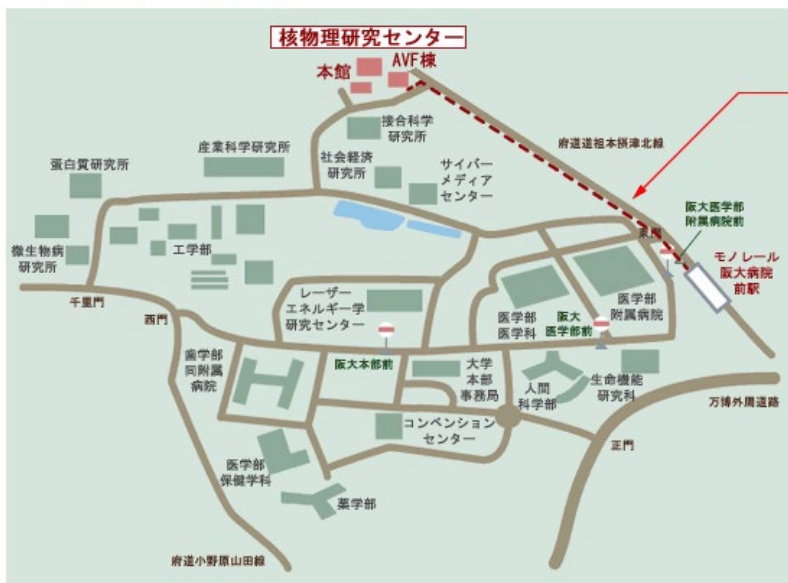 核物理研究センター
AVF棟
本館
接合科学
研究所
府道道祖本摂津北線
産業科学研究所
社会経済
研究所
サイバー
メディア
センター
蛋白質研究所
阪大医学部
附属病院前
東門
微生物病
研究所
工学部
モノレール
阪大病院
前駅
千里門
西門
レーザー
エネルギー学
研究センター
医学部
医学科
阪大
医学部前
医学部
附属病院
歯学部
同附属
病院
阪大本部前
大学
本部
事務局
人間
科学部
生命機能
研究科
万博外周道路
コンベンション
センター
正門
医学部
保健学科
薬学部
府道小野原山田線